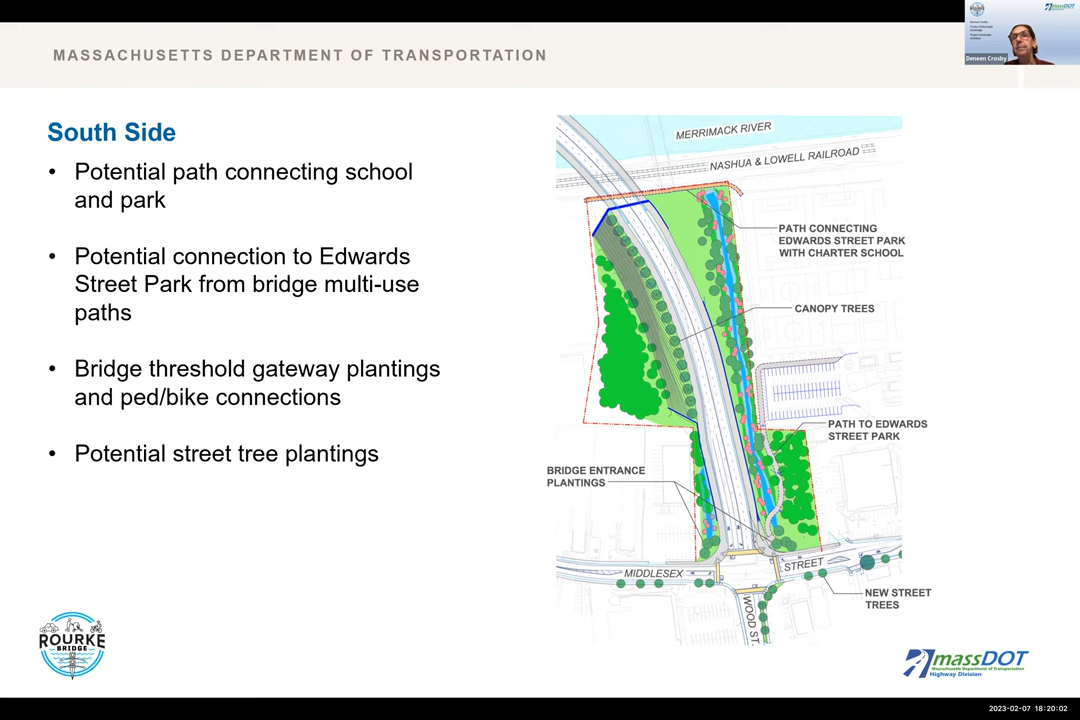 MASSACHUSETTS DEPARTMENT OF TRANSPORTATION
massDOT
Deneen Crosby
South Side
• Potential path connecting school
and park
• Potential connection to Edwards
Street Park from bridge multi-use
paths
• Bridge threshold gateway plantings
and ped/bike connections
• Potential street tree plantings
MERRIMACK RIVER
NASHUA & LOWELL RAILROAD
PATH CONNECTING
EDWARDS STREET PARK
WITH CHARTER SCHOOL
CANOPY TREES
PATH TO EDWARDS
STREET PARK
BRIDGE ENTRANCE
PLANTINGS
MIDDLESEX
STREET
WOOD ST.
NEW STREET
TREES
ROURKE
BRIDGE
massDOT
Massachusetts Department of Transportation
Highway Division
2023-02-07 18:20:02